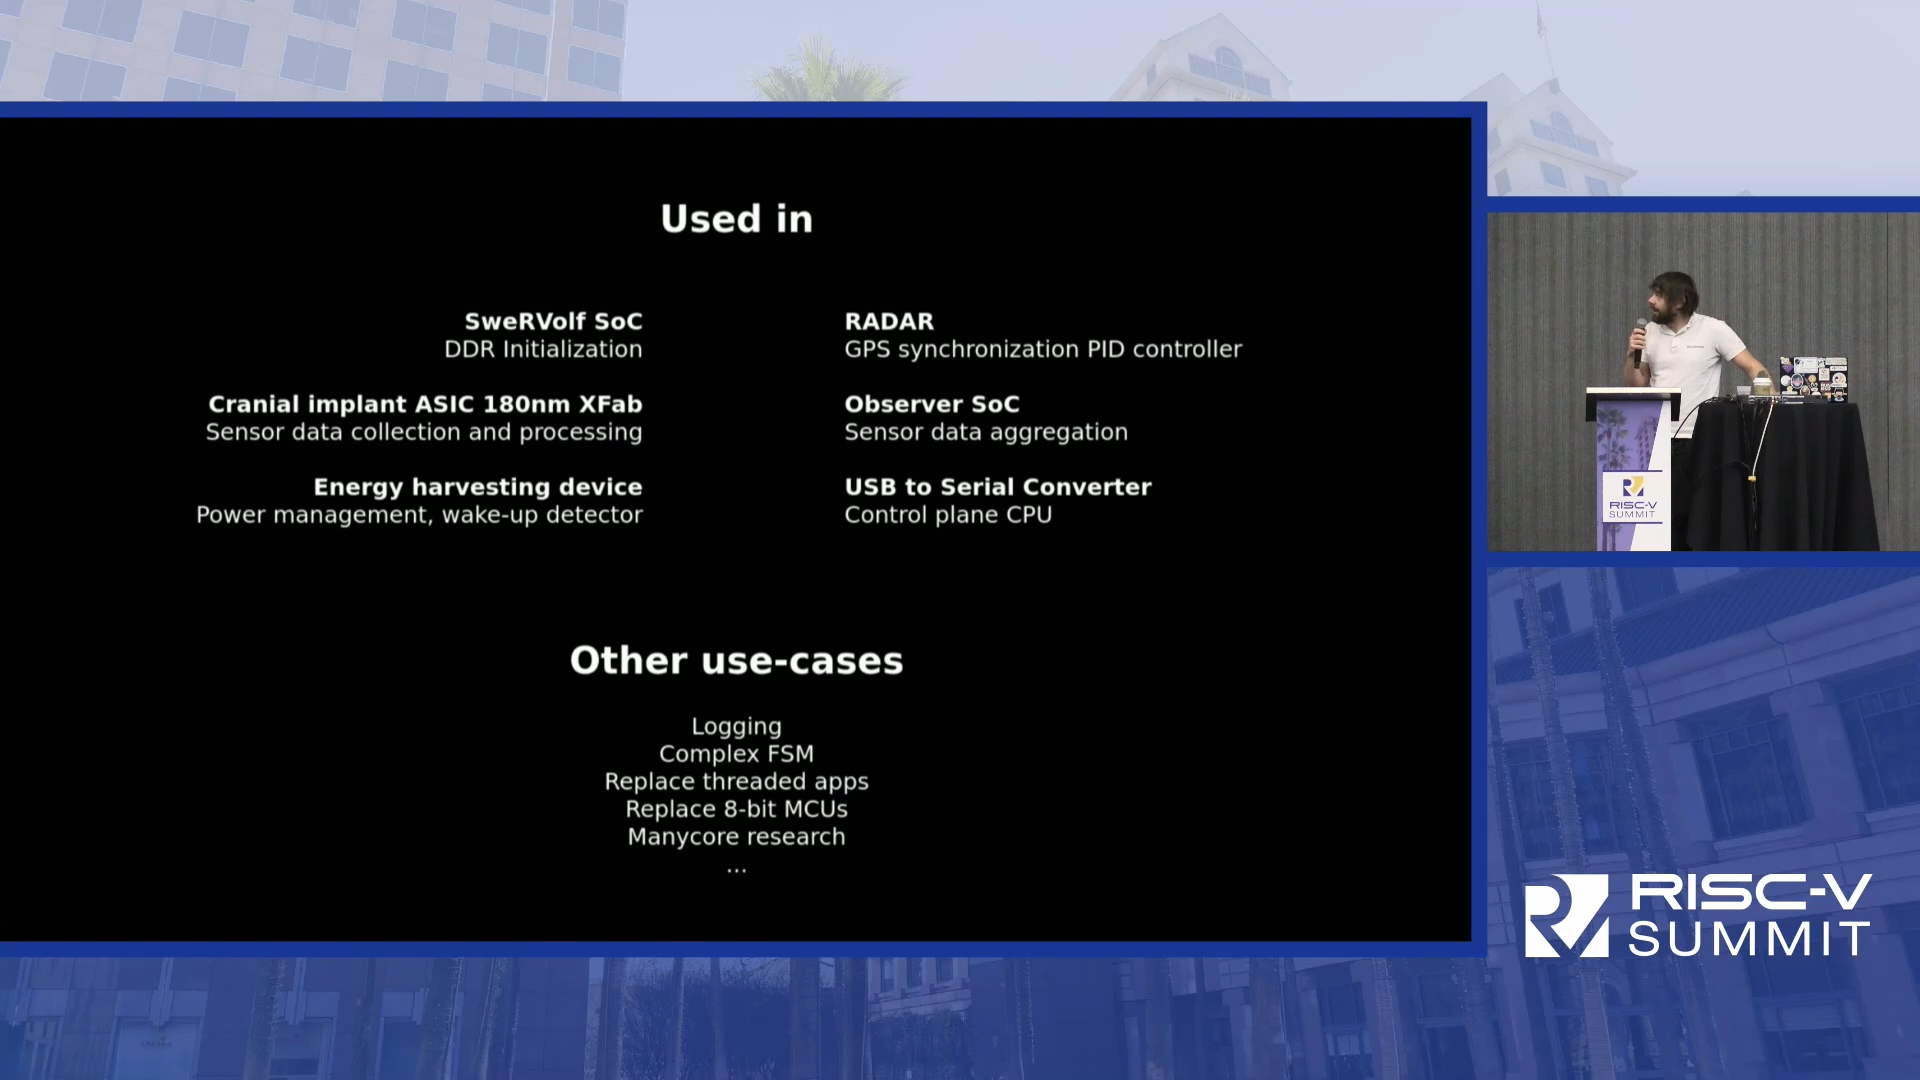 Used in
SweRVolf SoC
DDR Initialization
Cranial implant ASIC 180nm XFab
Sensor data collection and processing
Energy harvesting device
Power management, wake-up detector
RADAR
GPS synchronization PID controller
Observer SoC
Sensor data aggregation
USB to Serial Converter
Control plane CPU
Other use-cases
Logging
Complex FSM
Replace threaded apps
Replace 8-bit MCUs
Manycore research
...
RISC-V
SUMMIT
RISC-V
SUMMIT